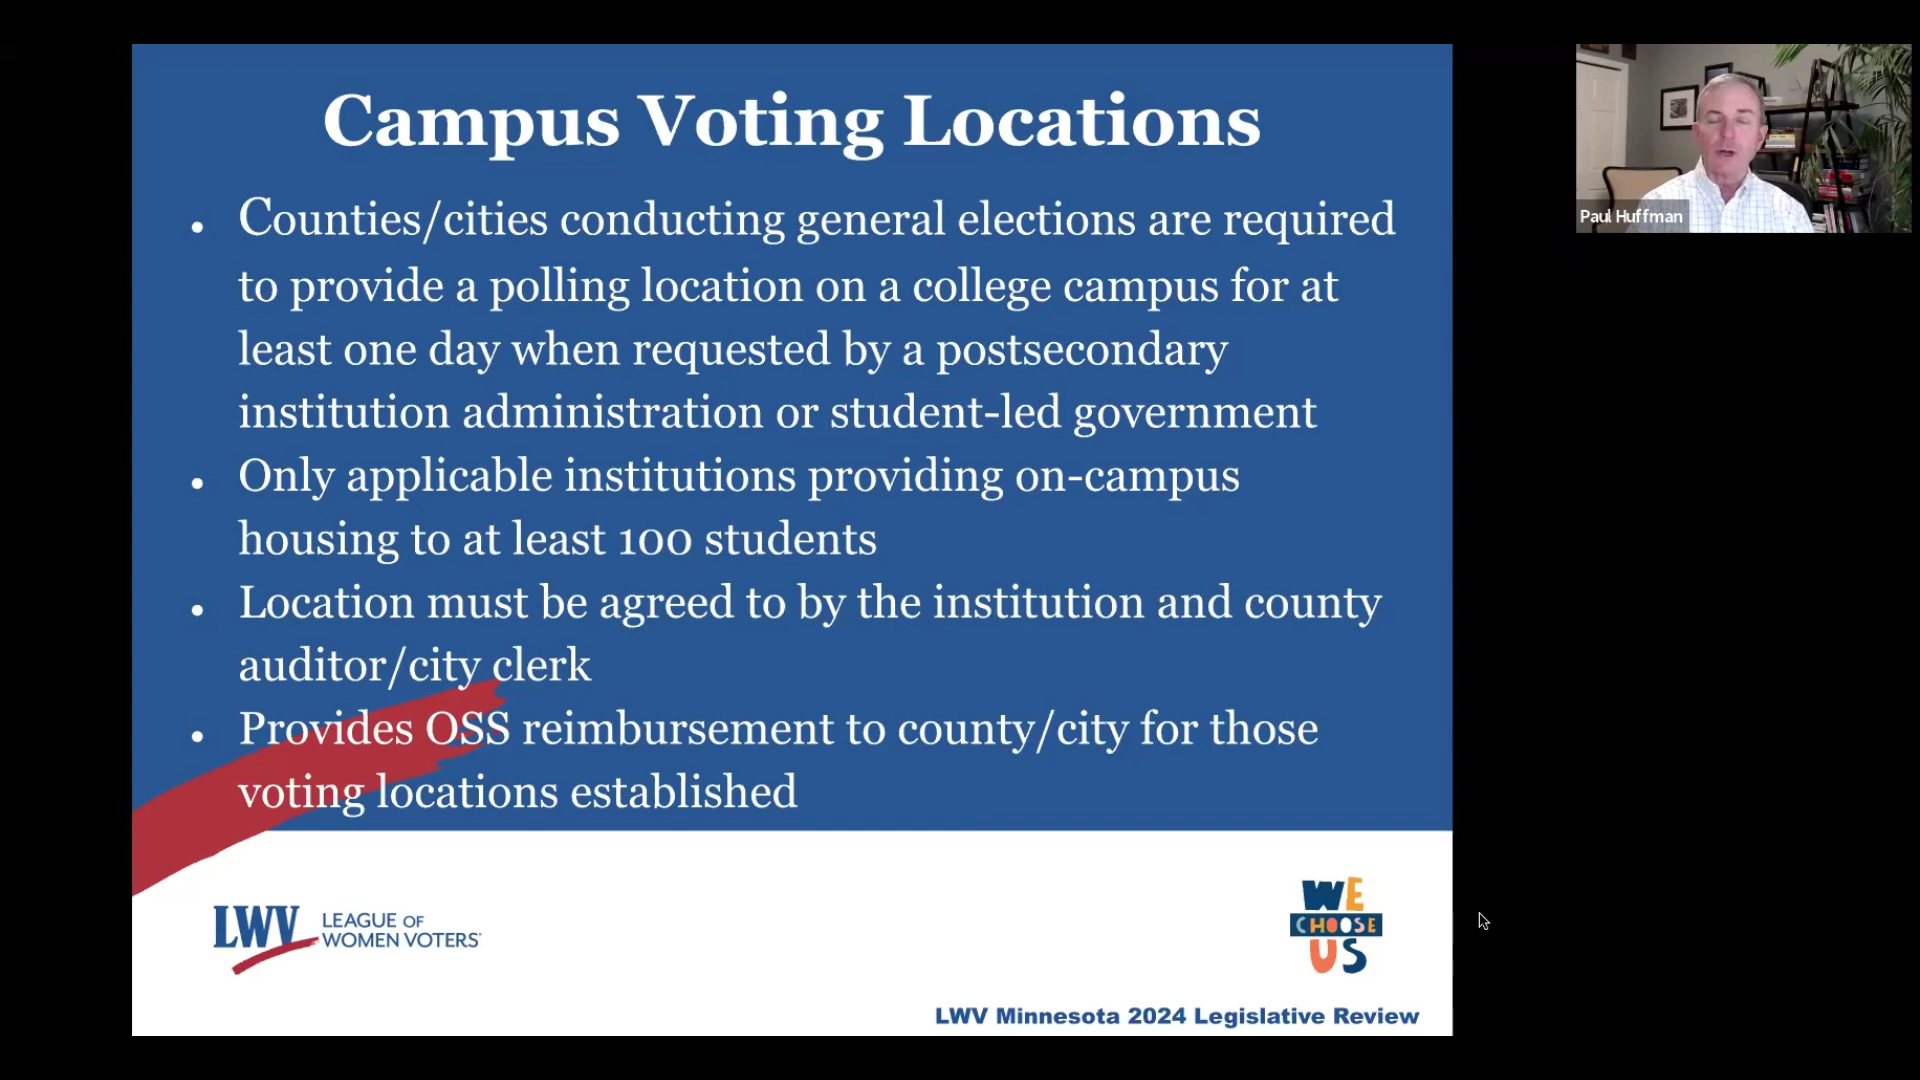 Campus Voting Locations
• Counties/cities conducting general elections are required
to provide a polling location on a college campus for at
least one day when requested by a postsecondary
institution administration or student-led government
• Only applicable institutions providing on-campus
housing to at least 100 students
• Location must be agreed to by the institution and county
auditor/city clerk
• Provides OSS reimbursement to county/city for those
voting locations established
LWV LEAGUE OF
WOMEN VOTERS®
WE
CHOOSE
US
LWV Minnesota 2024 Legislative Review
Paul Huffman